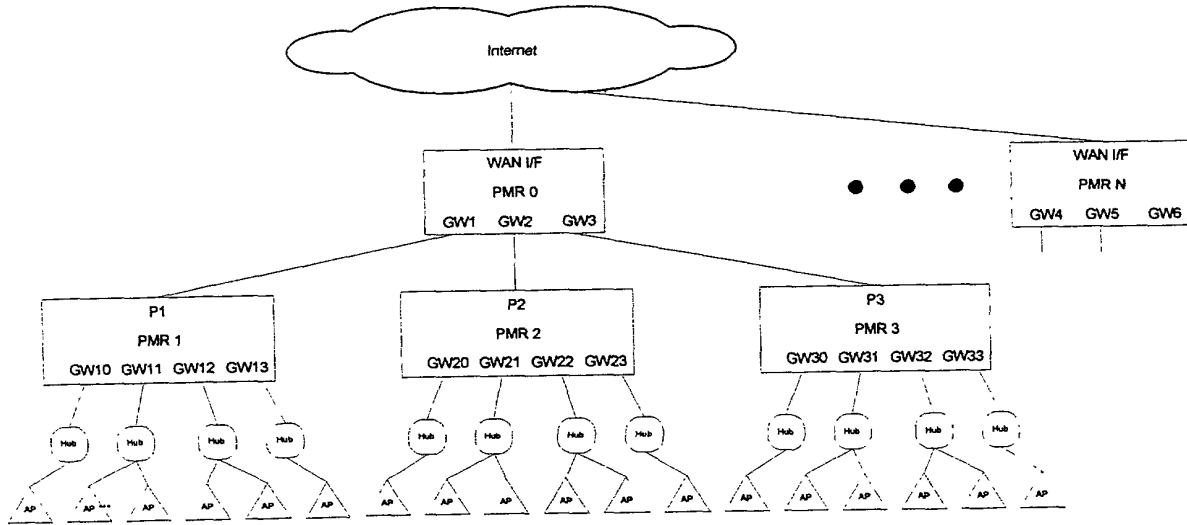 Internet
WAN I/F
PMR 0
GW1 GW2 GW3
WAN I/F
PMR N
GW4 GW5 GW6
P1
PMR 1
GW10 GW11 GW12 GW13
P2
PMR 2
GW20 GW21 GW22 GW23
P3
PMR 3
GW30 GW31 GW32 GW33
Hub Hub Hub Hub Hub Hub Hub Hub Hub Hub Hub Hub
AP AP ... AP AP AP AP AP AP AP AP AP AP AP AP AP AP AP AP